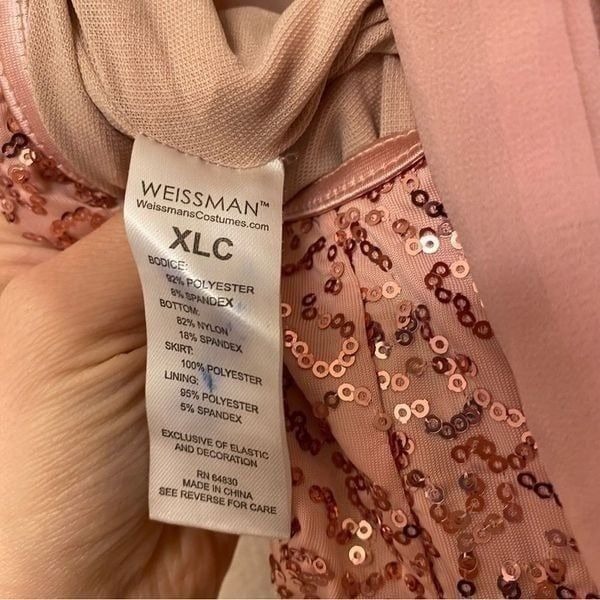 WEISSMAN™
WeissmansCostumes.com
XLC
BODICE:
92% POLYESTER
8% SPANDEX
BOTTOM:
82% NYLON
18% SPANDEX
SKIRT:
100% POLYESTER
LINING:
95% POLYESTER
5% SPANDEX
EXCLUSIVE OF ELASTIC
AND DECORATION
RN 64830
MADE IN CHINA
SEE REVERSE FOR CARE